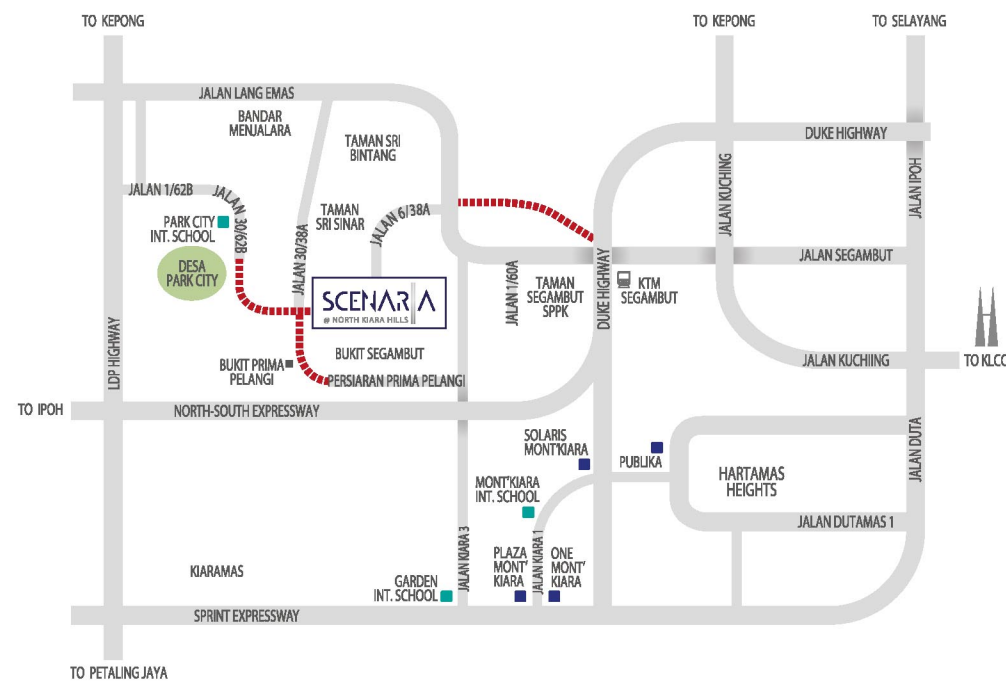 TO KEPONG
TO KEPONG
TO SELAYANG
JALAN LANG EMAS
BANDAR
MENJALARA
DUKE HIGHWAY
TAMAN SRI
BINTANG
JALAN KUCHING
JALAN IPOH
JALAN 1/62B
JALAN 30/62B
PARK CITY
INT. SCHOOL
TAMAN
SRI SINAR
JALAN 6/38A
JALAN 30/38A
DESA
PARK CITY
JALAN SEGAMBUT
JALAN 1/60A
TAMAN
SEGAMBUT
SPPK
DUKE HIGHWAY
KTM
SEGAMBUT
SCENARIA
@ NORTH KIARA HILLS
LDP HIGHWAY
BUKIT SEGAMBUT
BUKIT PRIMA
PELANGI
PERSIARAN PRIMA PELANGI
JALAN KUCHIING
TO KLCC
TO IPOH
NORTH-SOUTH EXPRESSWAY
SOLARIS
MONT'KIARA
PUBLIKA
JALAN DUTA
MONT'KIARA
INT. SCHOOL
HARTAMAS
HEIGHTS
JALAN DUTAMAS 1
JALAN KIARA 3
JALAN KIARA 1
PLAZA
MONT'
KIARA
ONE
MONT'
KIARA
KIARAMAS
GARDEN
INT. SCHOOL
SPRINT EXPRESSWAY
TO PETALING JAYA